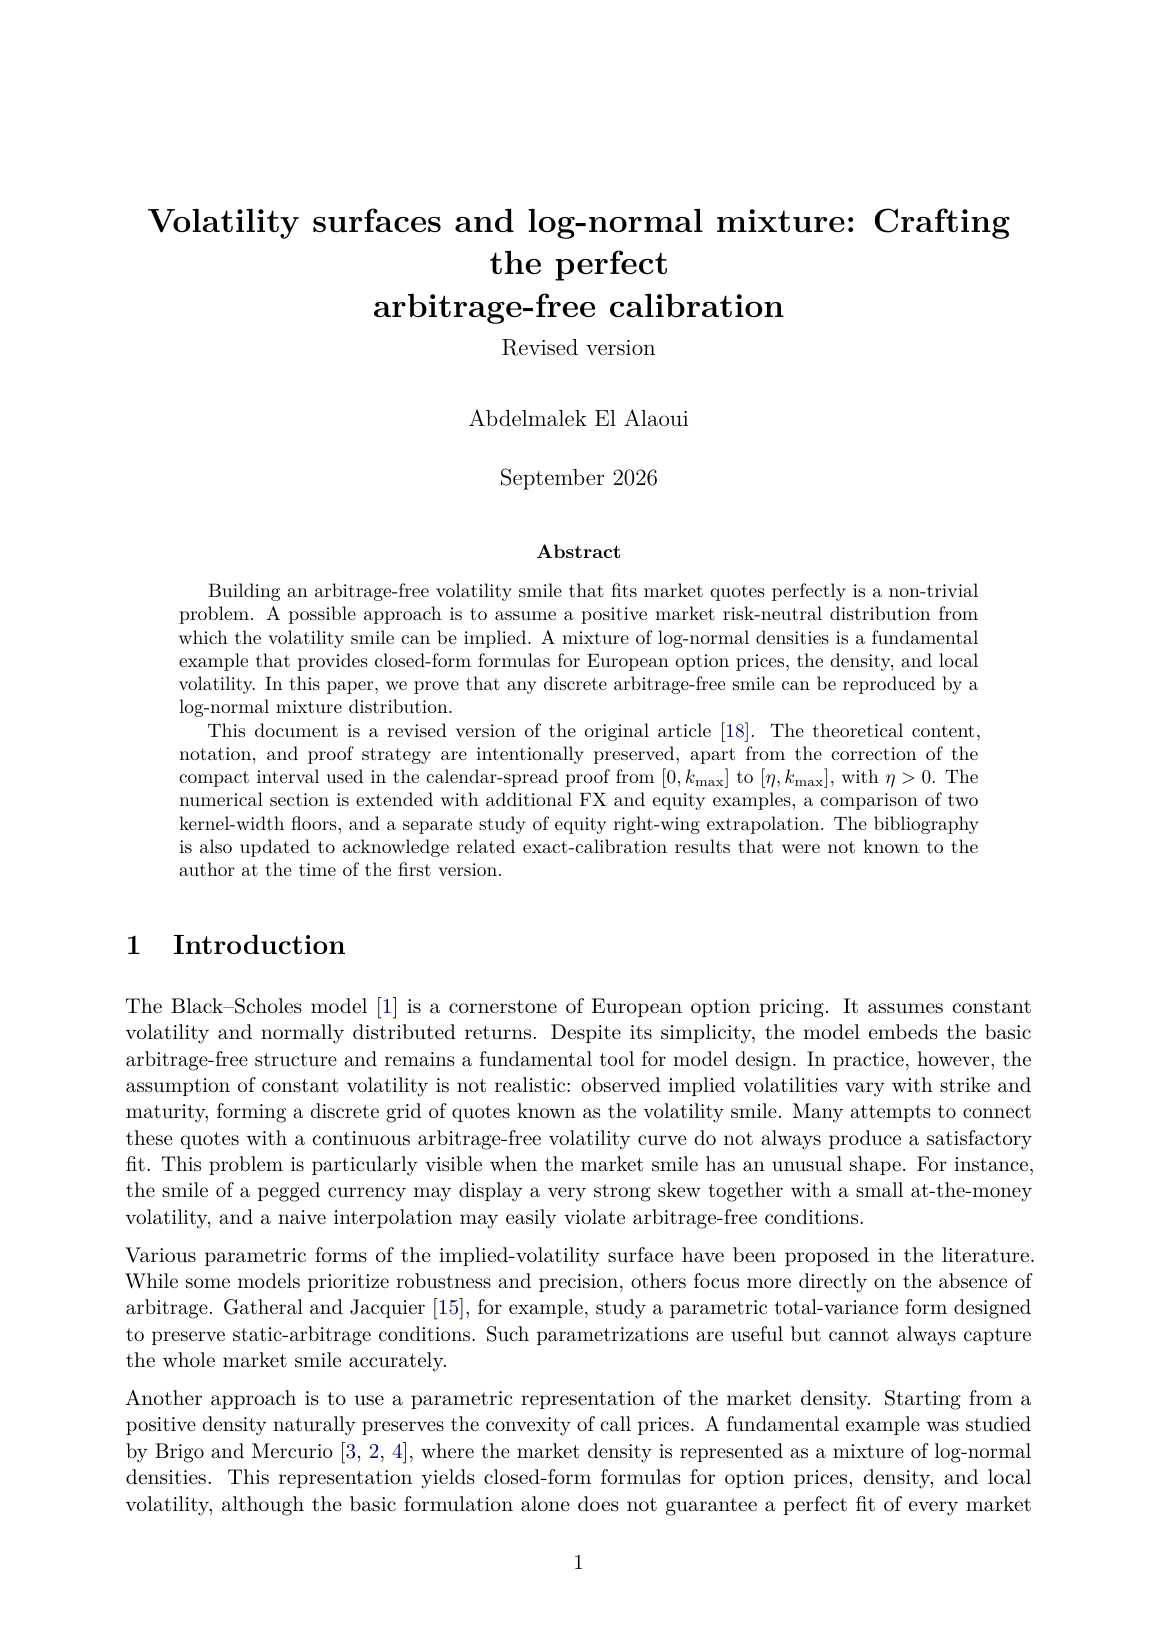 Volatility surfaces and log-normal mixture: Crafting
the perfect
arbitrage-free calibration
Revised version
Abdelmalek El Alaoui
September 2026
Abstract
Building an arbitrage-free volatility smile that fits market quotes perfectly is a non-trivial
problem. A possible approach is to assume a positive market risk-neutral distribution from
which the volatility smile can be implied. A mixture of log-normal densities is a fundamental
example that provides closed-form formulas for European option prices, the density, and local
volatility. In this paper, we prove that any discrete arbitrage-free smile can be reproduced by a
log-normal mixture distribution.
This document is a revised version of the original article [18]. The theoretical content,
notation, and proof strategy are intentionally preserved, apart from the correction of the
compact interval used in the calendar-spread proof from [0, k_max] to [η, k_max], with η > 0. The
numerical section is extended with additional FX and equity examples, a comparison of two
kernel-width floors, and a separate study of equity right-wing extrapolation. The bibliography
is also updated to acknowledge related exact-calibration results that were not known to the
author at the time of the first version.
1 Introduction
The Black–Scholes model [1] is a cornerstone of European option pricing. It assumes constant
volatility and normally distributed returns. Despite its simplicity, the model embeds the basic
arbitrage-free structure and remains a fundamental tool for model design. In practice, however, the
assumption of constant volatility is not realistic: observed implied volatilities vary with strike and
maturity, forming a discrete grid of quotes known as the volatility smile. Many attempts to connect
these quotes with a continuous arbitrage-free volatility curve do not always produce a satisfactory
fit. This problem is particularly visible when the market smile has an unusual shape. For instance,
the smile of a pegged currency may display a very strong skew together with a small at-the-money
volatility, and a naive interpolation may easily violate arbitrage-free conditions.
Various parametric forms of the implied-volatility surface have been proposed in the literature.
While some models prioritize robustness and precision, others focus more directly on the absence of
arbitrage. Gatheral and Jacquier [15], for example, study a parametric total-variance form designed
to preserve static-arbitrage conditions. Such parametrizations are useful but cannot always capture
the whole market smile accurately.
Another approach is to use a parametric representation of the market density. Starting from a
positive density naturally preserves the convexity of call prices. A fundamental example was studied
by Brigo and Mercurio [3, 2, 4], where the market density is represented as a mixture of log-normal
densities. This representation yields closed-form formulas for option prices, density, and local
volatility, although the basic formulation alone does not guarantee a perfect fit of every market
1